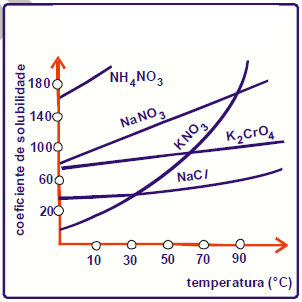 coeficiente de solubilidade
180
140
100
60
20
NH₄NO₃
NaNO₃
KNO₃
K₂CrO₄
NaCl
10 30 50 70 90
temperatura (°C)